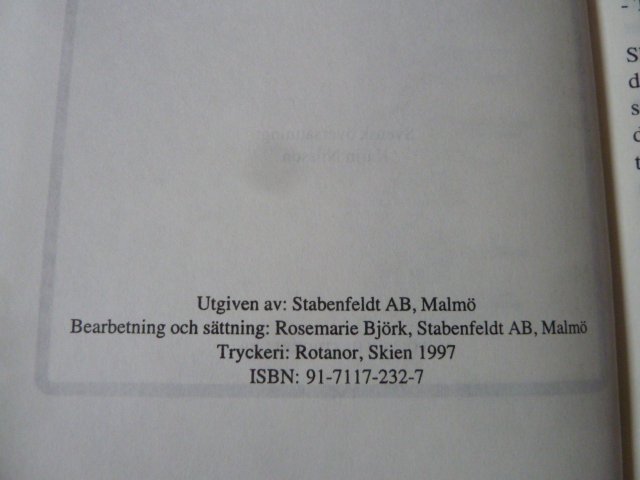 Utgiven av: Stabenfeldt AB, Malmö
Bearbetning och sättning: Rosemarie Björk, Stabenfeldt AB, Malmö
Tryckeri: Rotanor, Skien 1997
ISBN: 91-7117-232-7